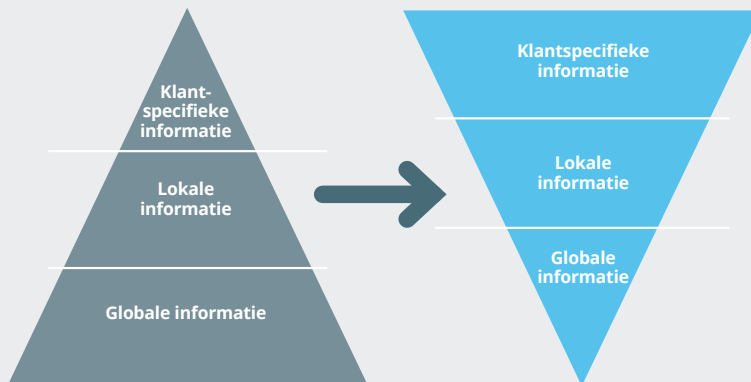 Klant-
specifieke
informatie
Lokale
informatie
Globale informatie
Klantspecifieke
informatie
Lokale
informatie
Globale
informatie